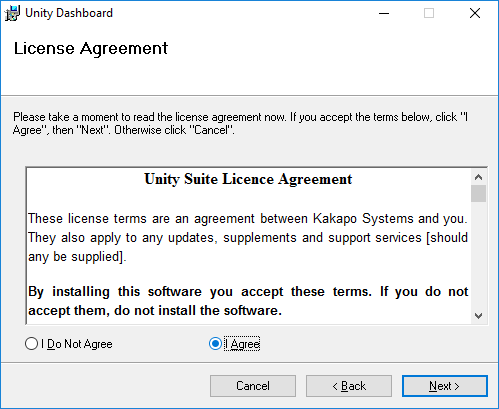 Unity Dashboard
License Agreement
Please take a moment to read the license agreement now. If you accept the terms below, click "I
Agree", then "Next". Otherwise click "Cancel".
Unity Suite Licence Agreement
These license terms are an agreement between Kakapo Systems and you.
They also apply to any updates, supplements and support services [should
any be supplied].
By installing this software you accept these terms. If you do not
accept them, do not install the software.
I Do Not Agree
I Agree
Cancel
< Back
Next >